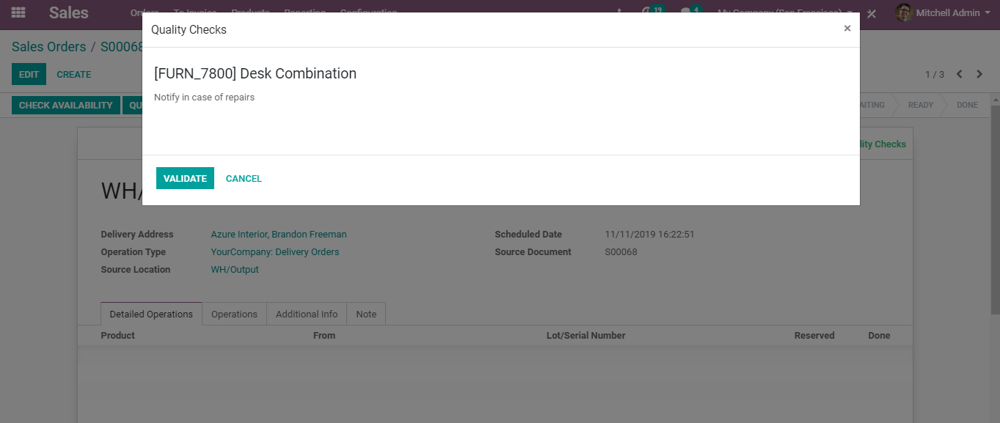 Sales Orders To Invoice Products Reporting Configuration 19 4 My Company (San Francisco) Mitchell Admin
Quality Checks ×
Sales Orders / S00068
[FURN_7800] Desk Combination
EDIT CREATE 1 / 3
Notify in case of repairs
CHECK AVAILABILITY QU AITING READY DONE
lity Checks
VALIDATE CANCEL
WH/
Delivery Address Azure Interior, Brandon Freeman Scheduled Date 11/11/2019 16:22:51
Operation Type YourCompany: Delivery Orders Source Document S00068
Source Location WH/Output
Detailed Operations Operations Additional Info Note
Product From Lot/Serial Number Reserved Done